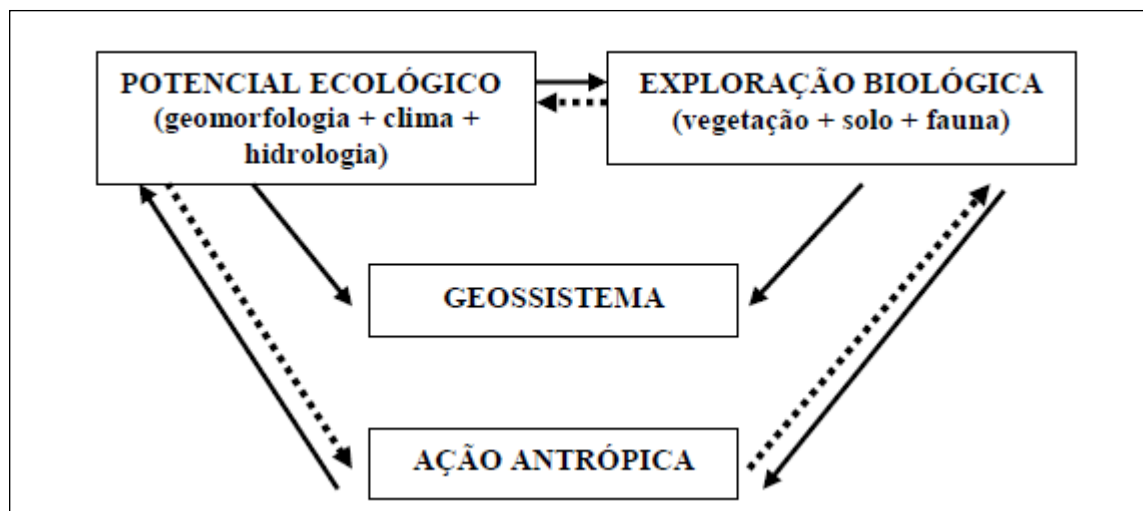 POTENCIAL ECOLÓGICO
(geomorfologia + clima +
hidrologia)
EXPLORAÇÃO BIOLÓGICA
(vegetação + solo + fauna)
GEOSSISTEMA
AÇÃO ANTRÓPICA